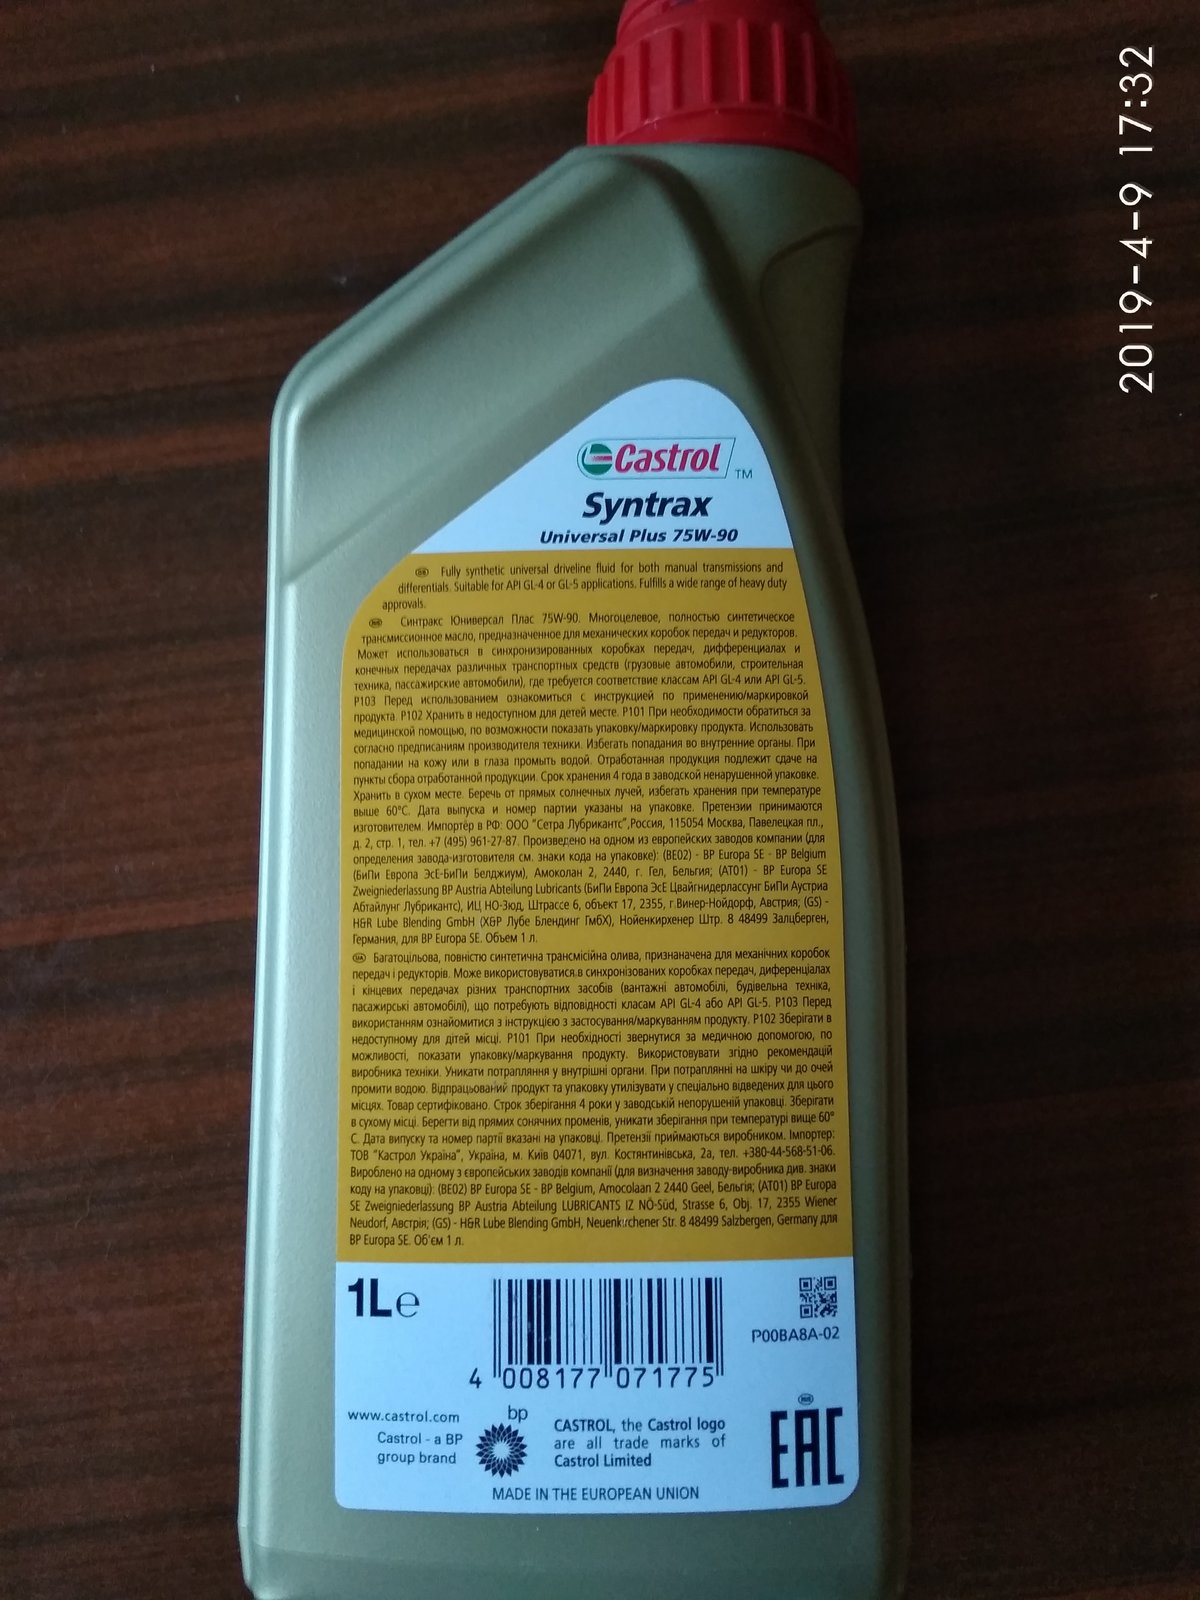 2019-4-9 17:32
Castrol
TM
Syntrax
Universal Plus 75W-90
GB Fully synthetic universal driveline fluid for both manual transmissions and
differentials. Suitable for API GL-4 or GL-5 applications. Fulfills a wide range of heavy duty
approvals.
RUS Синтракс Юниверсал Плас 75W-90. Многоцелевое, полностью синтетическое
трансмиссионное масло, предназначенное для механических коробок передач и редукторов.
Может использоваться в синхронизированных коробках передач, дифференциалах и
конечных передачах различных транспортных средств (грузовые автомобили, строительная
техника, пассажирские автомобили), где требуется соответствие классам API GL-4 или API GL-5.
P103 Перед использованием ознакомиться с инструкцией по применению/маркировкой
продукта. P102 Хранить в недоступном для детей месте. P101 При необходимости обратиться за
медицинской помощью, по возможности показать упаковку/маркировку продукта. Использовать
согласно предписаниям производителя техники. Избегать попадания во внутренние органы. При
попадании на кожу или в глаза промыть водой. Отработанная продукция подлежит сдаче на
пункты сбора отработанной продукции. Срок хранения 4 года в заводской ненарушенной упаковке.
Хранить в сухом месте. Беречь от прямых солнечных лучей, избегать хранения при температуре
выше 60°С. Дата выпуска и номер партии указаны на упаковке. Претензии принимаются
изготовителем. Импортёр в РФ: ООО "Сетра Лубрикантс",Россия, 115054 Москва, Павелецкая пл.,
д. 2, стр. 1, тел. +7 (495) 961-27-87. Произведено на одном из европейских заводов компании (для
определения завода-изготовителя см. знаки кода на упаковке): (BE02) - BP Europa SE - BP Belgium
(БиПи Европа ЭсЕ-БиПи Белджиум), Амоколан 2, 2440, г. Гел, Бельгия; (AT01) - BP Europa SE
Zweigniederlassung BP Austria Abteilung Lubricants (БиПи Европа ЭсЕ Цвайгнидерлассунг БиПи Аустриа
Абтайлунг Лубрикантс), ИЦ НО-Зюд, Штрассе 6, объект 17, 2355, г.Винер-Нойдорф, Австрия; (GS) -
H&R Lube Blending GmbH (Х&Р Лубе Блендинг ГмбХ), Нойенкирхенер Штр. 8 48499 Залцберген,
Германия, для BP Europa SE. Объем 1 л.
UA Багатоцільова, повністю синтетична трансмісійна олива, призначена для механічних коробок
передач і редукторів. Може використовуватися в синхронізованих коробках передач, диференціалах
і кінцевих передачах різних транспортних засобів (вантажні автомобілі, будівельна техніка,
пасажирські автомобілі), що потребують відповідності класам API GL-4 або API GL-5. P103 Перед
використанням ознайомитися з інструкцією з застосування/маркуванням продукту. P102 Зберігати в
недоступному для дітей місці. P101 При необхідності звернутися за медичною допомогою, по
можливості, показати упаковку/маркування продукту. Використовувати згідно рекомендацій
виробника техніки. Уникати потрапляння у внутрішні органи. При потраплянні на шкіру чи до очей
промити водою. Відпрацьований продукт та упаковку утилізувати у спеціально відведених для цього
місцях. Товар сертифіковано. Строк зберігання 4 роки у заводській непорушеній упаковці. Зберігати
в сухому місці. Берегти від прямих сонячних променів, уникати зберігання при температурі вище 60°
С. Дата випуску та номер партії вказані на упаковці. Претензії приймаються виробником. Імпортер:
ТОВ "Кастрол Україна", Україна, м. Київ 04071, вул. Костянтинівська, 2а, тел. +380-44-568-51-06.
Вироблено на одному з європейських заводів компанії (для визначення заводу-виробника див. знаки
коду на упаковці): (BE02) BP Europa SE - BP Belgium, Amocolaan 2 2440 Geel, Бельгія; (AT01) BP Europa
SE Zweigniederlassung BP Austria Abteilung LUBRICANTS IZ NÖ-Süd, Strasse 6, Obj. 17, 2355 Wiener
Neudorf, Австрія; (GS) - H&R Lube Blending GmbH, Neuenkirchener Str. 8 48499 Salzbergen, Germany для
BP Europa SE. Об'єм 1 л.
1L e
4 008177 071775
P00BA8A-02
www.castrol.com
Castrol - a BP
group brand
bp
CASTROL, the Castrol logo
are all trade marks of
Castrol Limited
RUS
EAC
MADE IN THE EUROPEAN UNION